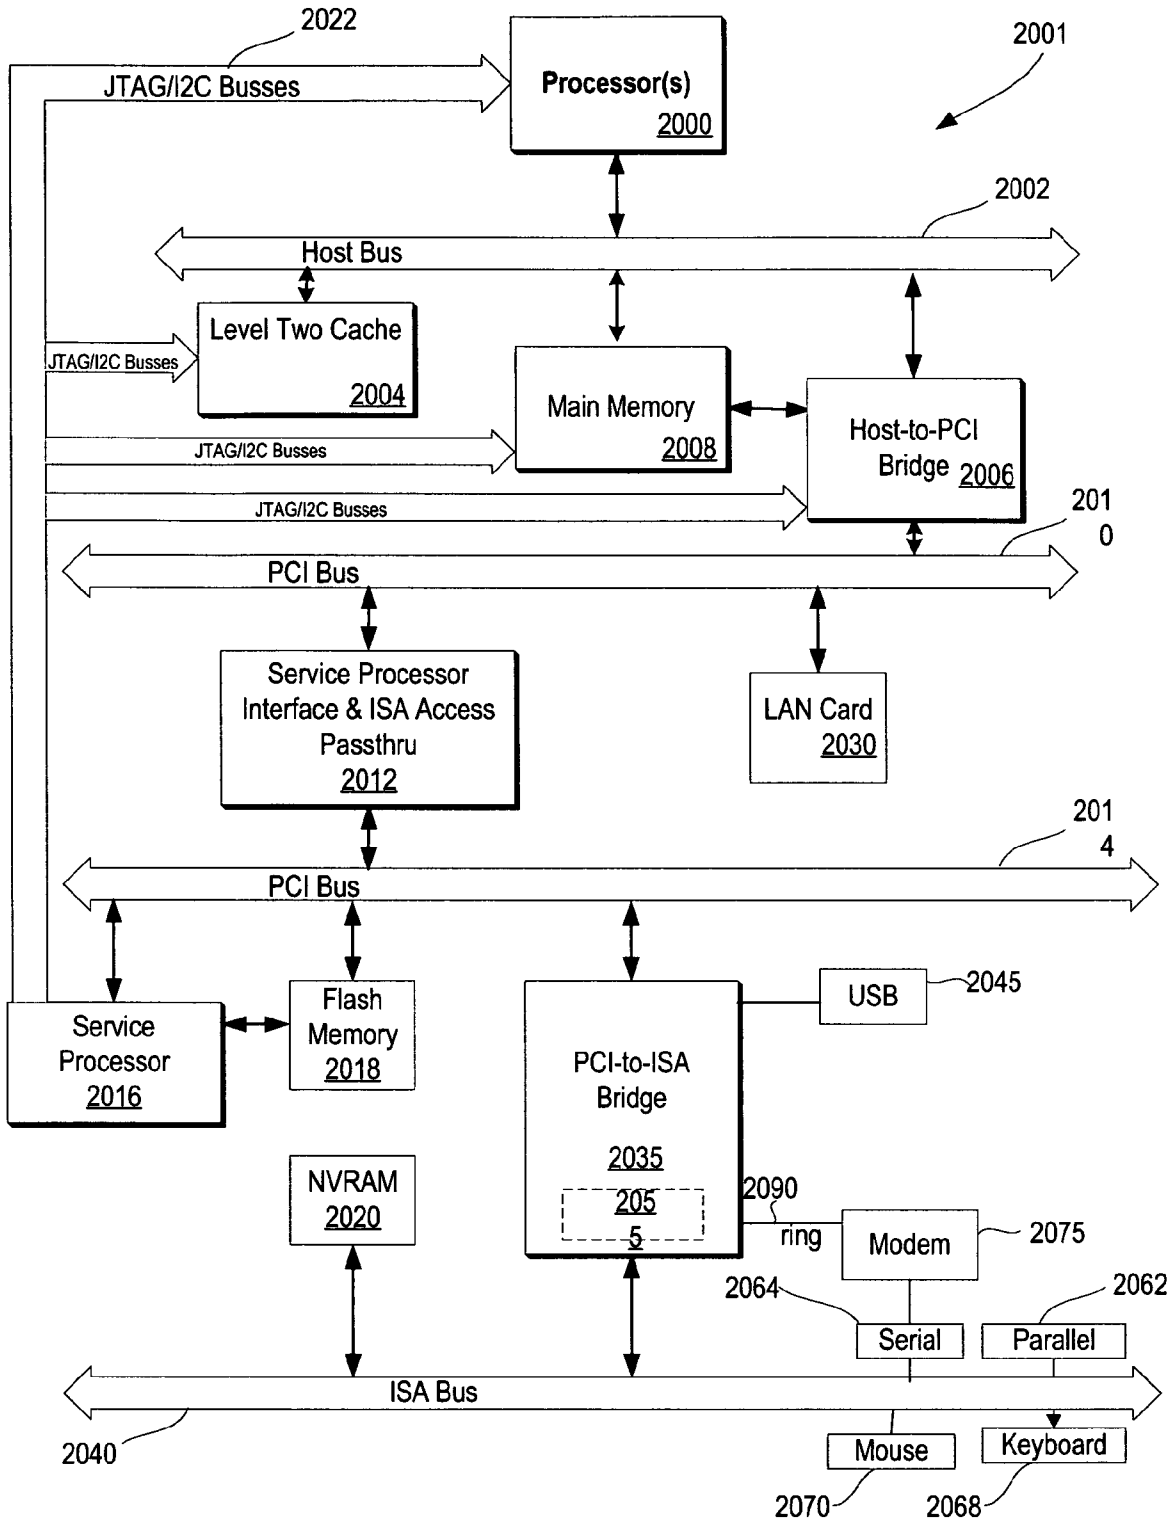 2022
2001
JTAG/I2C Busses
Processor(s)
2000
2002
Host Bus
Level Two Cache
2004
JTAG/I2C Busses
Main Memory
2008
Host-to-PCI
Bridge
2006
JTAG/I2C Busses
JTAG/I2C Busses
201
0
PCI Bus
Service Processor
Interface & ISA Access
Passthru
2012
LAN Card
2030
201
4
PCI Bus
USB
2045
Flash
Memory
2018
Service
Processor
2016
PCI-to-ISA
Bridge
2035
205
5
NVRAM
2020
2090
ring
Modem
2075
2064
2062
Serial
Parallel
ISA Bus
2040
Mouse
Keyboard
2070
2068